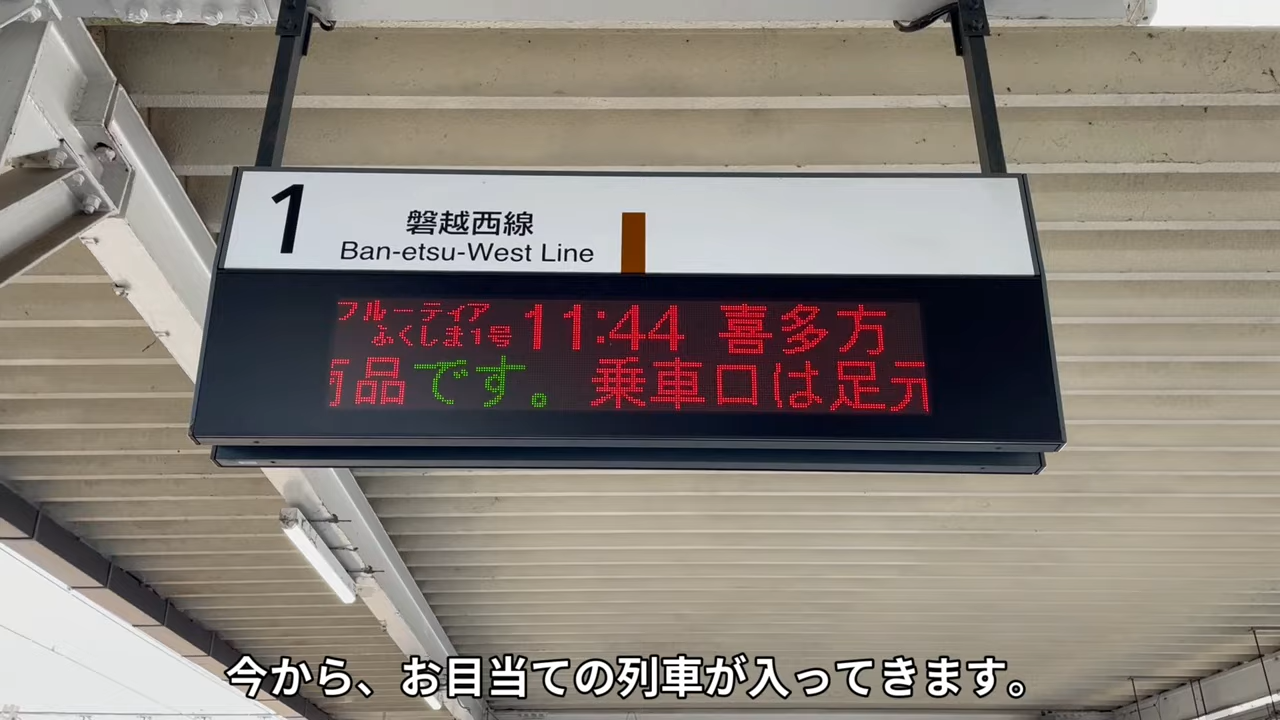 1
磐越西線
Ban-etsu-West Line
フルーティア
ふくしま1号 11:44 喜多方
品です。 乗車口は足元
今から、お目当ての列車が入ってきます。